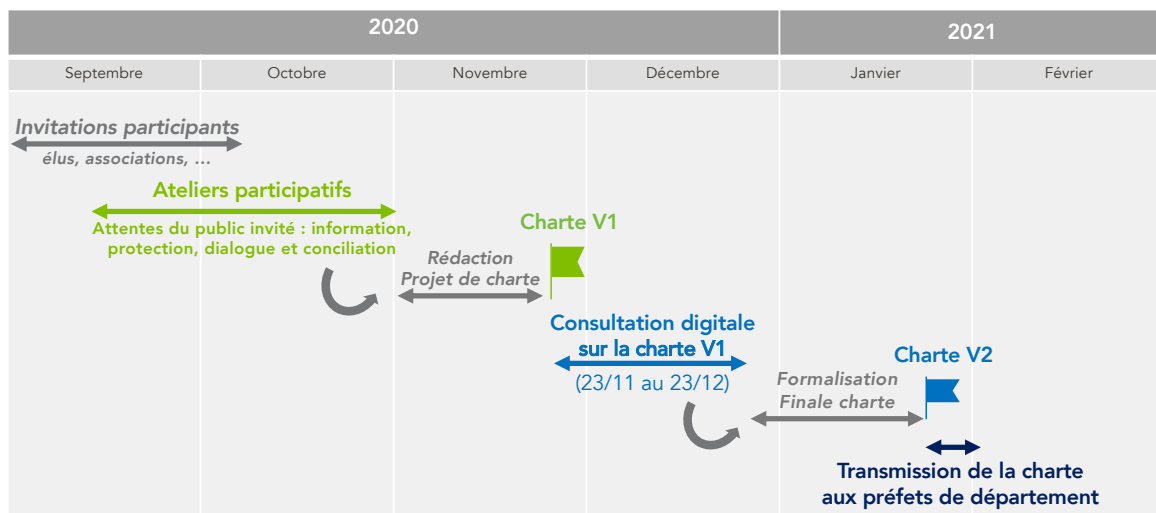 2020
2021
Septembre
Octobre
Novembre
Décembre
Janvier
Février
Invitations participants
élus, associations, ...
Ateliers participatifs
Attentes du public invité : information,
protection, dialogue et conciliation
Charte V1
Rédaction
Projet de charte
Consultation digitale
sur la charte V1
(23/11 au 23/12)
Charte V2
Formalisation
Finale charte
Transmission de la charte
aux préfets de département